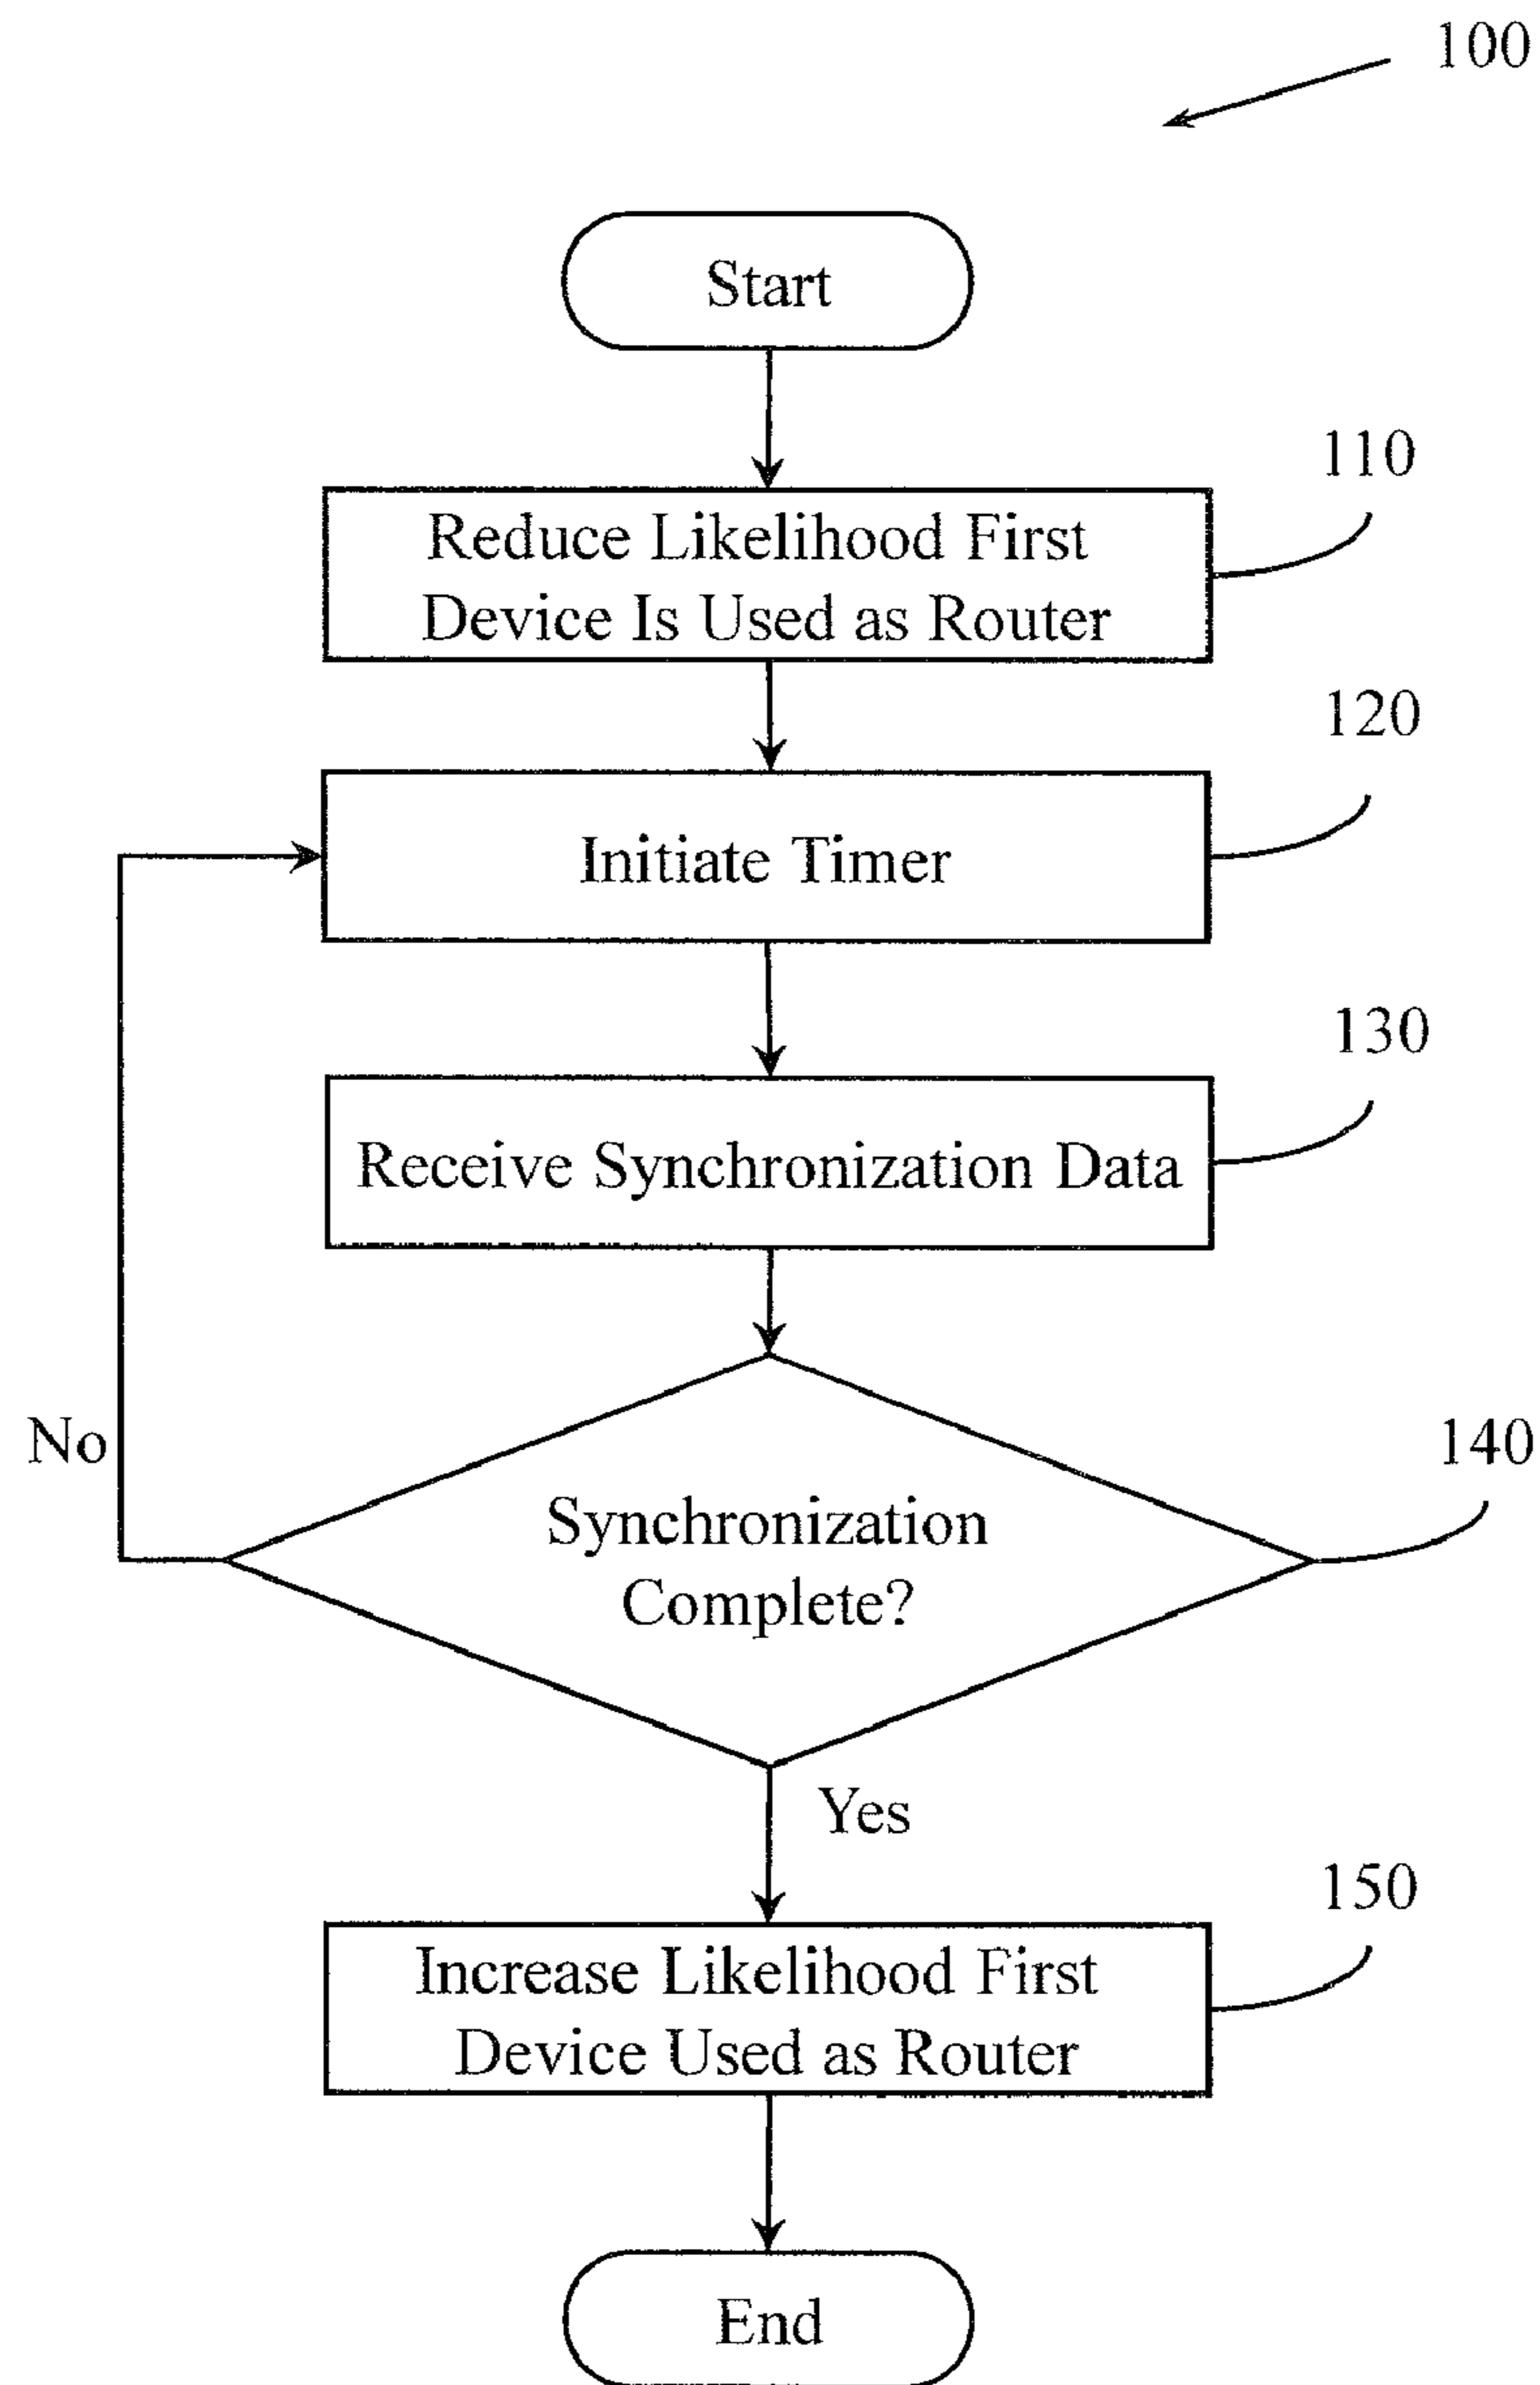 100
Start
110
Reduce Likelihood First
Device Is Used as Router
120
Initiate Timer
130
Receive Synchronization Data
No
140
Synchronization
Complete?
Yes
150
Increase Likelihood First
Device Used as Router
End